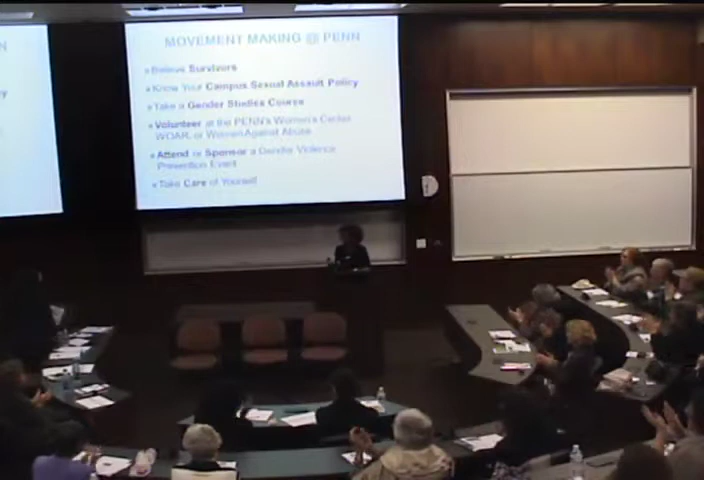 N
MOVEMENT MAKING @ PENN
Believe Survivors
Know Your Campus Sexual Assault Policy
cy
Take a Gender Studies Course
Volunteer at the PENN's Women's Center
WOAR, or Women Against Abuse
Attend or Sponsor a Gender Violence
Prevention Event
Take Care of Yourself